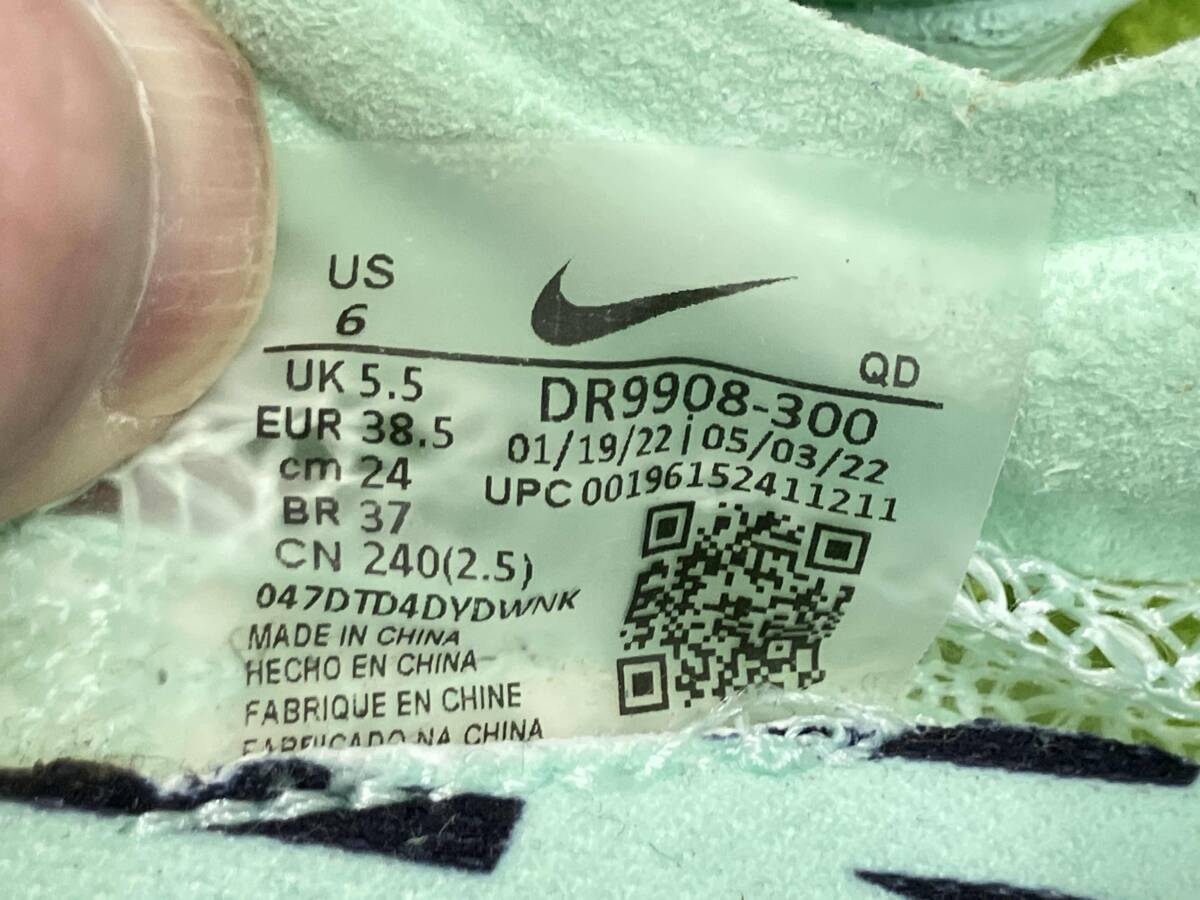 US
6
QD
UK 5.5
EUR 38.5
cm 24
BR 37
CN 240(2.5)
DR9908-300
01/19/22 | 05/03/22
UPC 00196152411211
047DTD4DYDWNK
MADE IN CHINA
HECHO EN CHINA
FABRIQUE EN CHINE
FABRICADO NA CHINA